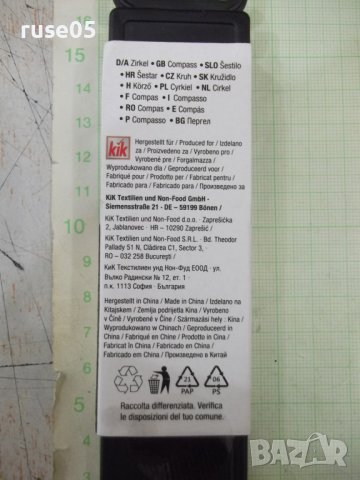 ruse05
D/A Zirkel • GB Compass • SLO Šestilo
• HR Šestar • CZ Kruh • SK Kružidlo
• H Körző • PL Cyrkiel • NL Cirkel
• F Compas • I Compasso
• RO Compas • E Compás
• P Compasso • BG Пергел
kik
Hergestellt für / Produced for / Izdelano
za / Proizvedeno za / Vyrobeno pro /
Vyrobené pre / Forgalmazza /
Wyprodukowano dla / Geproduceerd voor /
Fabriqué pour / Prodotto per / Fabricat pentru /
Fabricado para / Fabricado para / Произведено за
KiK Textilien und Non-Food GmbH -
Siemensstraße 21 - DE – 59199 Bönen /
KiK Textilien und Non-Food d.o.o. - Zaprešička
2, Jablanovec - HR – 10290 Zaprešić /
KiK Textilien und Non-Food S.R.L. - Bd. Theodor
Pallady 51 N, Clădirea C1, Sector 3 -
RO – 032 258 București /
КиК Текстилиен унд Нон-Фуд ЕООД - ул.
Вълко Радински № 12, ет. 1 -
п.к. 1113 София - България
Hergestellt in China / Made in China / Izdelano na
Kitajskem / Zemlja podrijetla Kina / Vyrobeno
v Číně / Vyrobené v Číne / Származási hely : Kína /
Wyprodukowano w Chinach / Geproduceerd in
China / Fabriqué en Chine / Prodotto in Cina /
Fabricat în China / Fabricado en China /
Fabricado em China / Произведено в Китай
21
PAP
06
PS
Raccolta differenziata. Verifica
le disposizioni del tuo comune.
15
14
13
12
11
10
9
8
7
6
BAZAR
bg